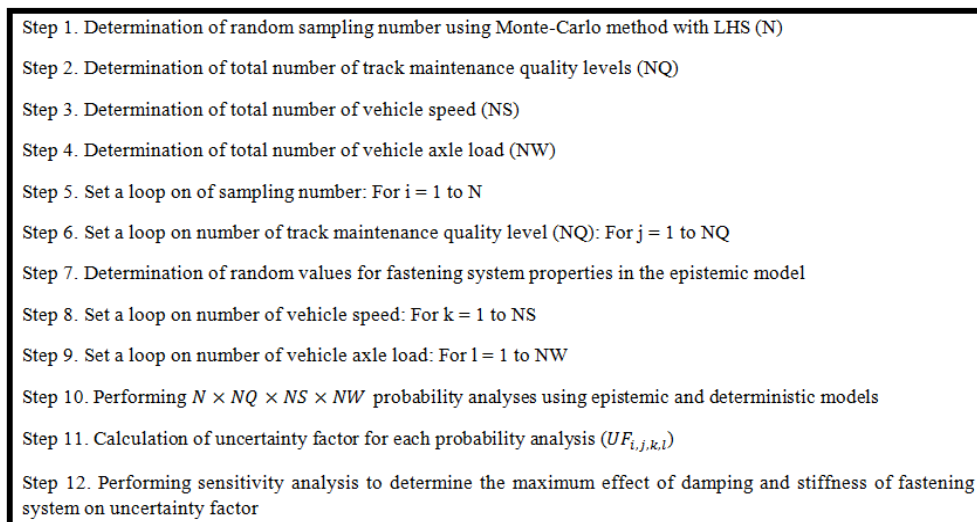 Step 1. Determination of random sampling number using Monte-Carlo method with LHS (N)
Step 2. Determination of total number of track maintenance quality levels (NQ)
Step 3. Determination of total number of vehicle speed (NS)
Step 4. Determination of total number of vehicle axle load (NW)
Step 5. Set a loop on of sampling number: For i = 1 to N
Step 6. Set a loop on number of track maintenance quality level (NQ): For j = 1 to NQ
Step 7. Determination of random values for fastening system properties in the epistemic model
Step 8. Set a loop on number of vehicle speed: For k = 1 to NS
Step 9. Set a loop on number of vehicle axle load: For l = 1 to NW
Step 10. Performing N × NQ × NS × NW probability analyses using epistemic and deterministic models
Step 11. Calculation of uncertainty factor for each probability analysis (UF_{i,j,k,l})
Step 12. Performing sensitivity analysis to determine the maximum effect of damping and stiffness of fastening
system on uncertainty factor